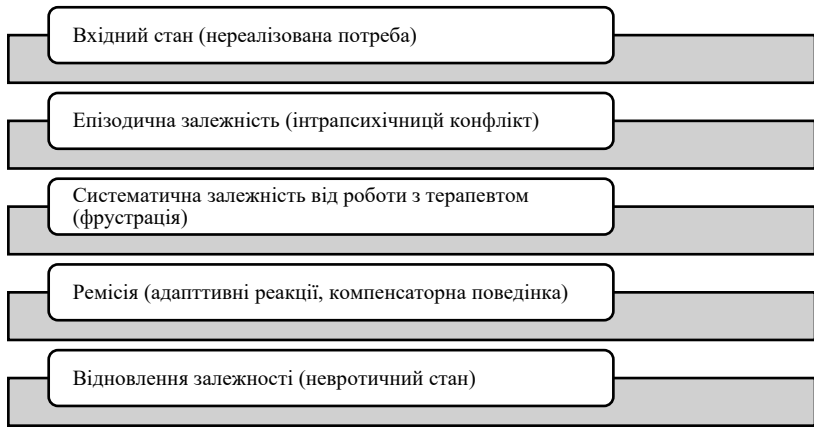 Вхідний стан (нереалізована потреба)
Епізодична залежність (інтрапсихічницй конфлікт)
Систематична залежність від роботи з терапевтом
(фрустрація)
Ремісія (адапттивні реакції, компенсаторна поведінка)
Відновлення залежності (невротичний стан)